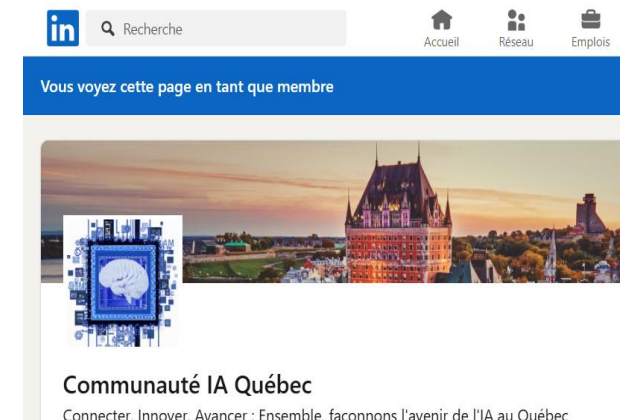 in Recherche
Accueil Réseau Emplois
Vous voyez cette page en tant que membre
Communauté IA Québec
Connecter, Innover, Avancer : Ensemble, façonnons l'avenir de l'IA au Québec